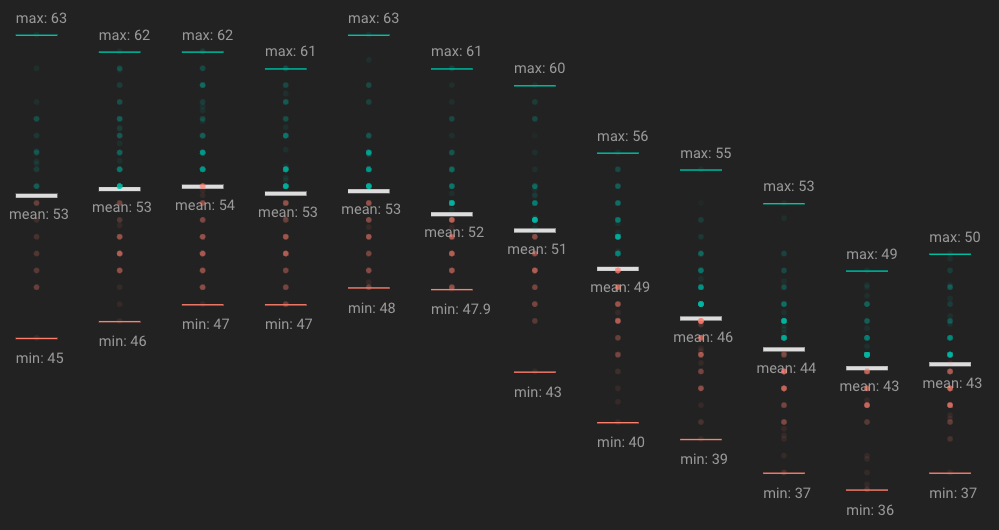 max: 63
mean: 53
min: 45
max: 62
mean: 53
min: 46
max: 62
mean: 54
min: 47
max: 61
mean: 53
min: 47
max: 63
mean: 53
min: 48
max: 61
mean: 52
min: 47.9
max: 60
mean: 51
min: 43
max: 56
mean: 49
min: 40
max: 55
mean: 46
min: 39
max: 53
mean: 44
min: 37
max: 49
mean: 43
min: 36
max: 50
mean: 43
min: 37